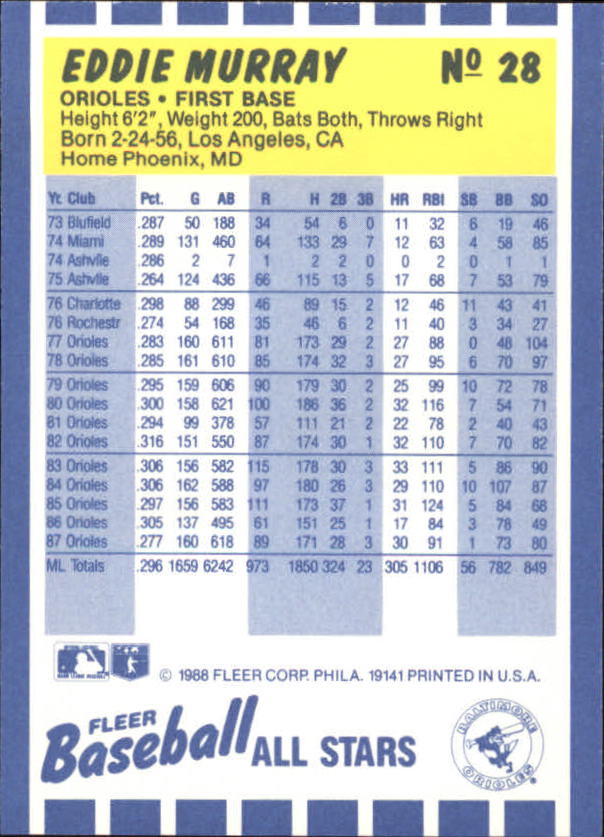 EDDIE MURRAY Nº 28
ORIOLES • FIRST BASE
Height 6'2", Weight 200, Bats Both, Throws Right
Born 2-24-56, Los Angeles, CA
Home Phoenix, MD
Yr. Club Pct. G AB R H 2B 3B HR RBI SB BB SO
73 Blufield .287 50 188 34 54 6 0 11 32 6 19 46
74 Miami .289 131 460 64 133 29 7 12 63 4 58 85
74 Ashvlle .286 2 7 1 2 2 0 0 2 0 1 1
75 Ashvlle .264 124 436 66 115 13 5 17 68 7 53 79
76 Charlotte .298 88 299 46 89 15 2 12 46 11 43 41
76 Rochestr .274 54 168 35 46 6 2 11 40 3 34 27
77 Orioles .283 160 611 81 173 29 2 27 88 0 48 104
78 Orioles .285 161 610 85 174 32 3 27 95 6 70 97
79 Orioles .295 159 606 90 179 30 2 25 99 10 72 78
80 Orioles .300 158 621 100 186 36 2 32 116 7 54 71
81 Orioles .294 99 378 57 111 21 2 22 78 2 40 43
82 Orioles .316 151 550 87 174 30 1 32 110 7 70 82
83 Orioles .306 156 582 115 178 30 3 33 111 5 86 90
84 Orioles .306 162 588 97 180 26 3 29 110 10 107 87
85 Orioles .297 156 583 111 173 37 1 31 124 5 84 68
86 Orioles .305 137 495 61 151 25 1 17 84 3 78 49
87 Orioles .277 160 618 89 171 28 3 30 91 1 73 80
ML Totals .296 1659 6242 973 1850 324 23 305 1106 56 782 849
© 1988 FLEER CORP. PHILA. 19141 PRINTED IN U.S.A.
FLEER
Baseball ALL STARS
BALTIMORE
ORIOLES ®